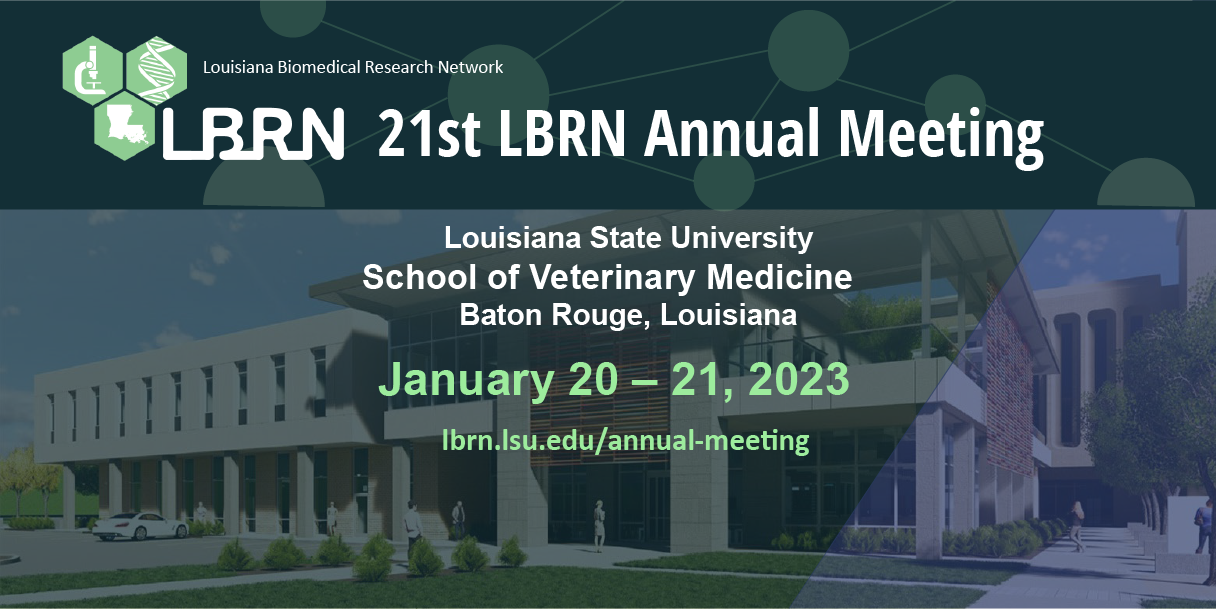 Louisiana Biomedical Research Network
LBRN
21st LBRN Annual Meeting
Louisiana State University
School of Veterinary Medicine
Baton Rouge, Louisiana
January 20 – 21, 2023
lbrn.lsu.edu/annual-meeting